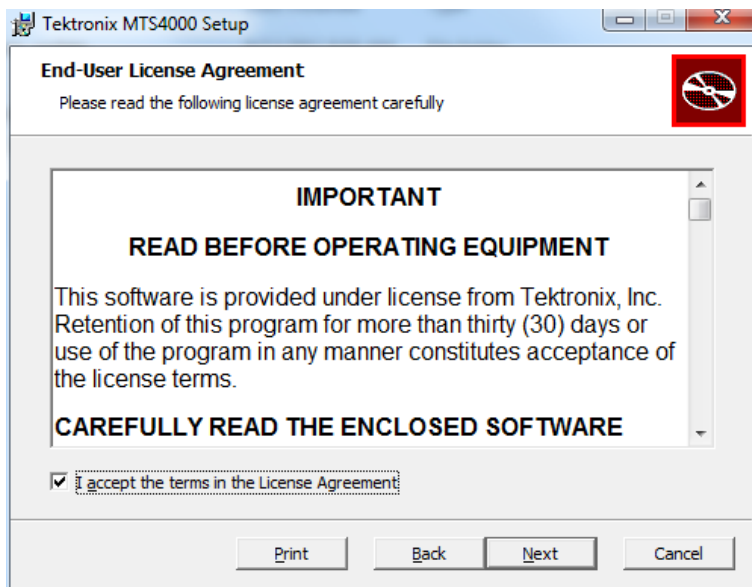 Tektronix MTS4000 Setup
End-User License Agreement
Please read the following license agreement carefully
IMPORTANT
READ BEFORE OPERATING EQUIPMENT
This software is provided under license from Tektronix, Inc.
Retention of this program for more than thirty (30) days or
use of the program in any manner constitutes acceptance of
the license terms.
CAREFULLY READ THE ENCLOSED SOFTWARE
I accept the terms in the License Agreement
Print
Back
Next
Cancel